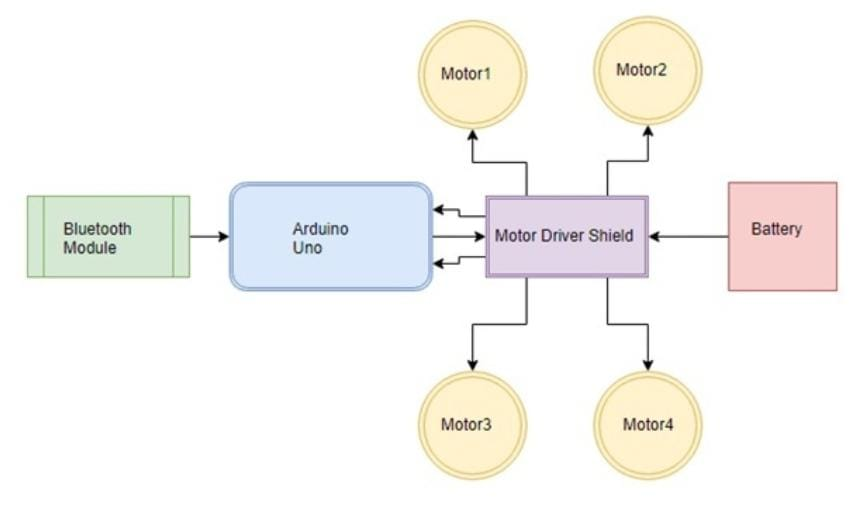 Motor1
Motor2
Bluetooth
Module
Arduino
Uno
Motor Driver Shield
Battery
Motor3
Motor4